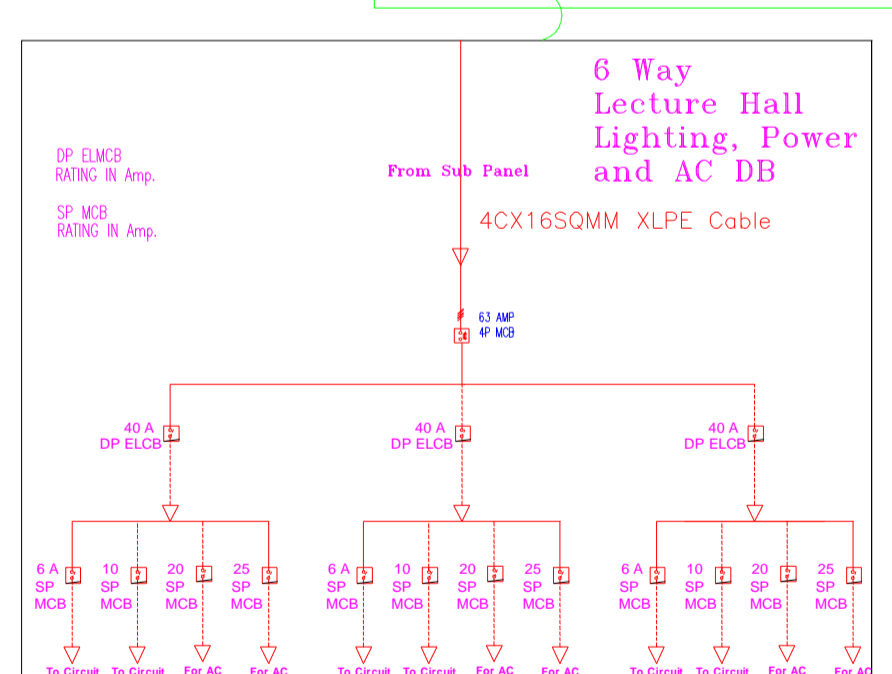 6 Way
Lecture Hall
Lighting, Power
and AC DB
DP ELMCB
RATING IN Amp.
SP MCB
RATING IN Amp.
From Sub Panel
4CX16SQMM XLPE Cable
63 AMP
4P MCB
40 A
DP ELCB
40 A
DP ELCB
40 A
DP ELCB
6 A
SP
MCB
10
SP
MCB
20
SP
MCB
25
SP
MCB
6 A
SP
MCB
10
SP
MCB
20
SP
MCB
25
SP
MCB
6 A
SP
MCB
10
SP
MCB
20
SP
MCB
25
SP
MCB
To Circuit
To Circuit
For AC
For AC
To Circuit
To Circuit
For AC
For AC
To Circuit
To Circuit
For AC
For AC